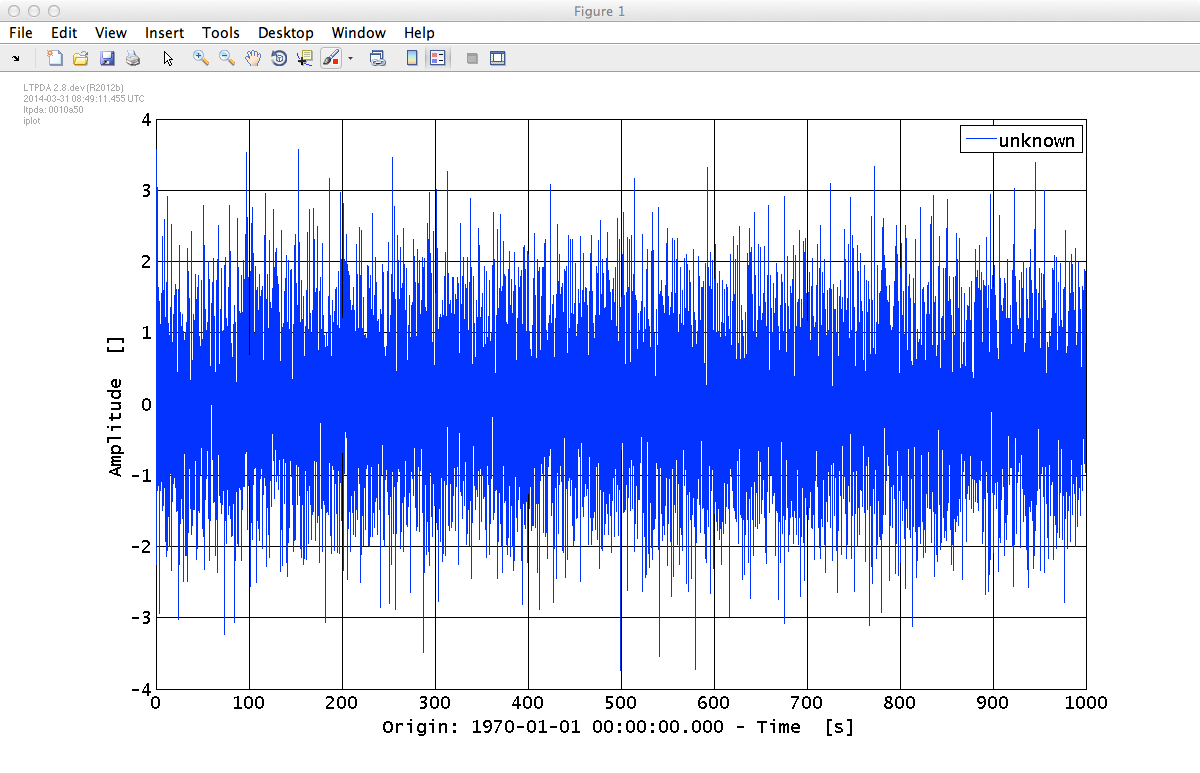 Figure 1
File Edit View Insert Tools Desktop Window Help
LTPDA 2.8.dev (R2012b)
2014-03-31 08:49:11.455 UTC
ltpda: 0010a50
iplot
unknown
4
3
2
1
0
-1
-2
-3
-4
Amplitude []
0 100 200 300 400 500 600 700 800 900 1000
Origin: 1970-01-01 00:00:00.000 - Time [s]